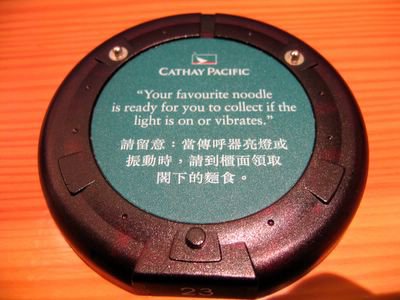 CATHAY PACIFIC
“Your favourite noodle
is ready for you to collect if the
light is on or vibrates.”
請留意：當傳呼器亮燈或
振動時，請到櫃面領取
閣下的麵食。
23